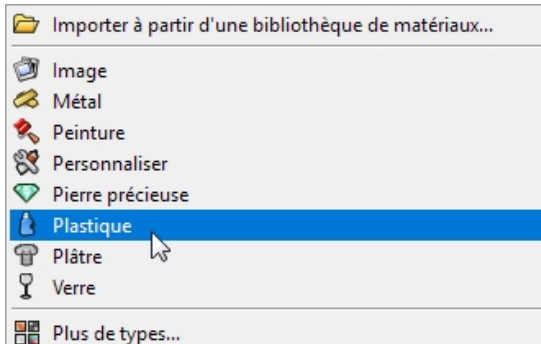 Importer à partir d'une bibliothèque de matériaux...
Image
Métal
Peinture
Personnaliser
Pierre précieuse
Plastique
Plâtre
Verre
Plus de types...